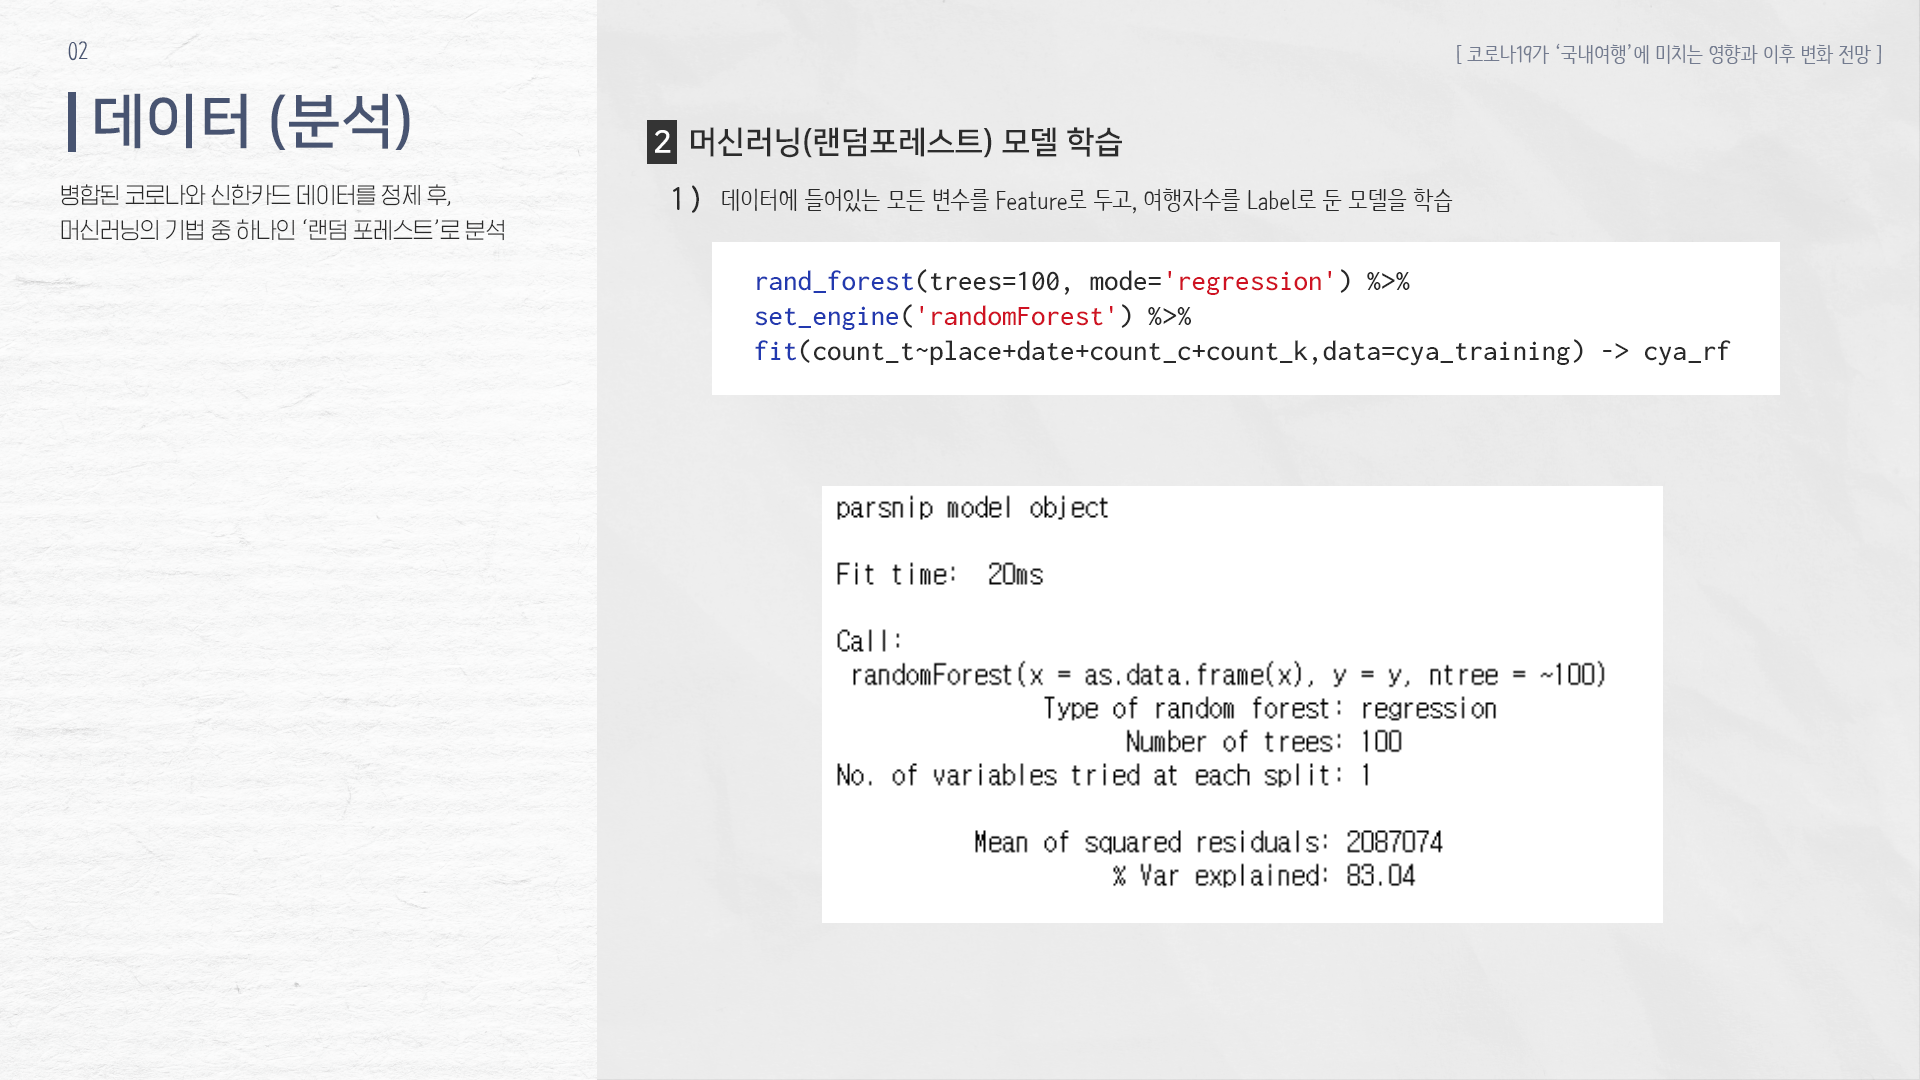 02
데이터 (분석)
병합된 코로나와 신한카드 데이터를 정제 후,
머신러닝의 기법 중 하나인 ‘랜덤 포레스트’로 분석
[ 코로나19가 ‘국내여행’에 미치는 영향과 이후 변화 전망 ]
2 머신러닝(랜덤포레스트) 모델 학습
1) 데이터에 들어있는 모든 변수를 Feature로 두고, 여행자수를 Label로 둔 모델을 학습
rand_forest(trees=100, mode='regression') %>%
set_engine('randomForest') %>%
fit(count_t~place+date+count_c+count_k,data=cya_training) -> cya_rf
parsnip model object
Fit time:  20ms
Call:
randomForest(x = as.data.frame(x), y = y, ntree = ~100)
Type of random forest: regression
Number of trees: 100
No. of variables tried at each split: 1
Mean of squared residuals: 2087074
% Var explained: 83.04